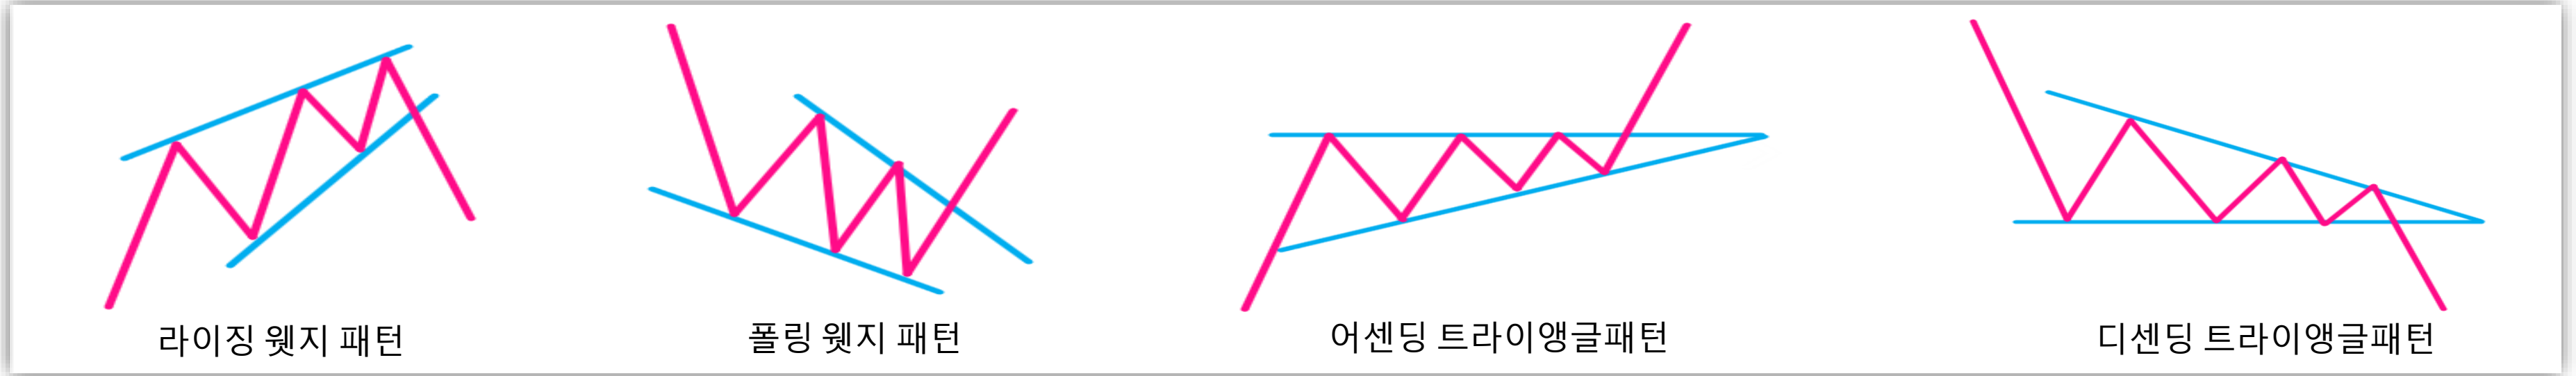 라이징 웻지 패턴
폴링 웻지 패턴
어센딩 트라이앵글패턴
디센딩 트라이앵글패턴